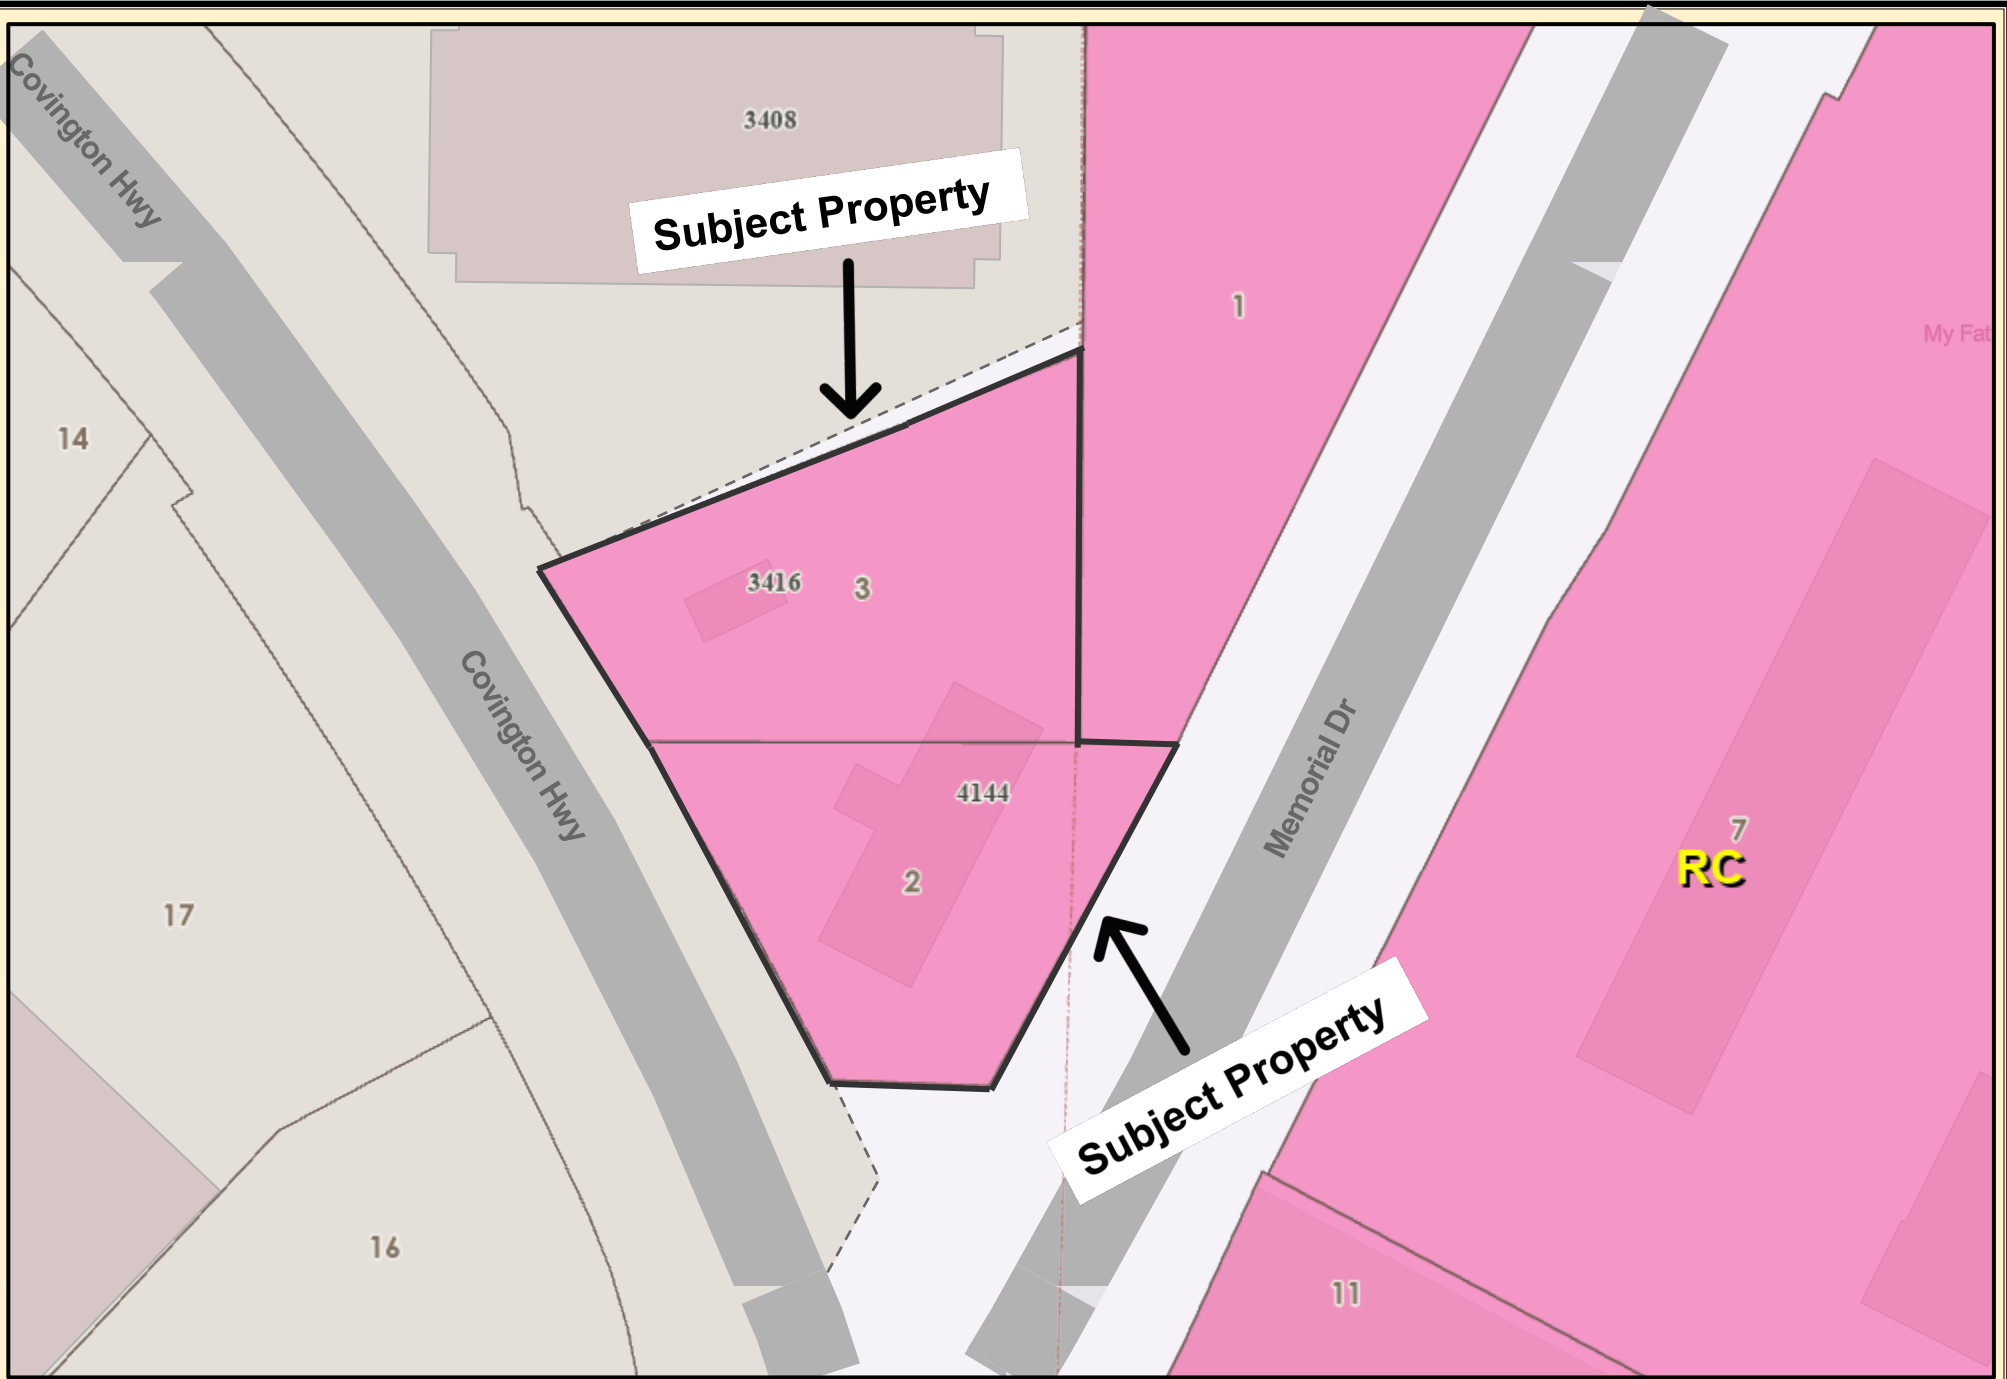 Covington Hwy
3408
Subject Property
1
My Fat
14
3416
3
Covington Hwy
4144
Memorial Dr
7
RC
2
17
Subject Property
16
11